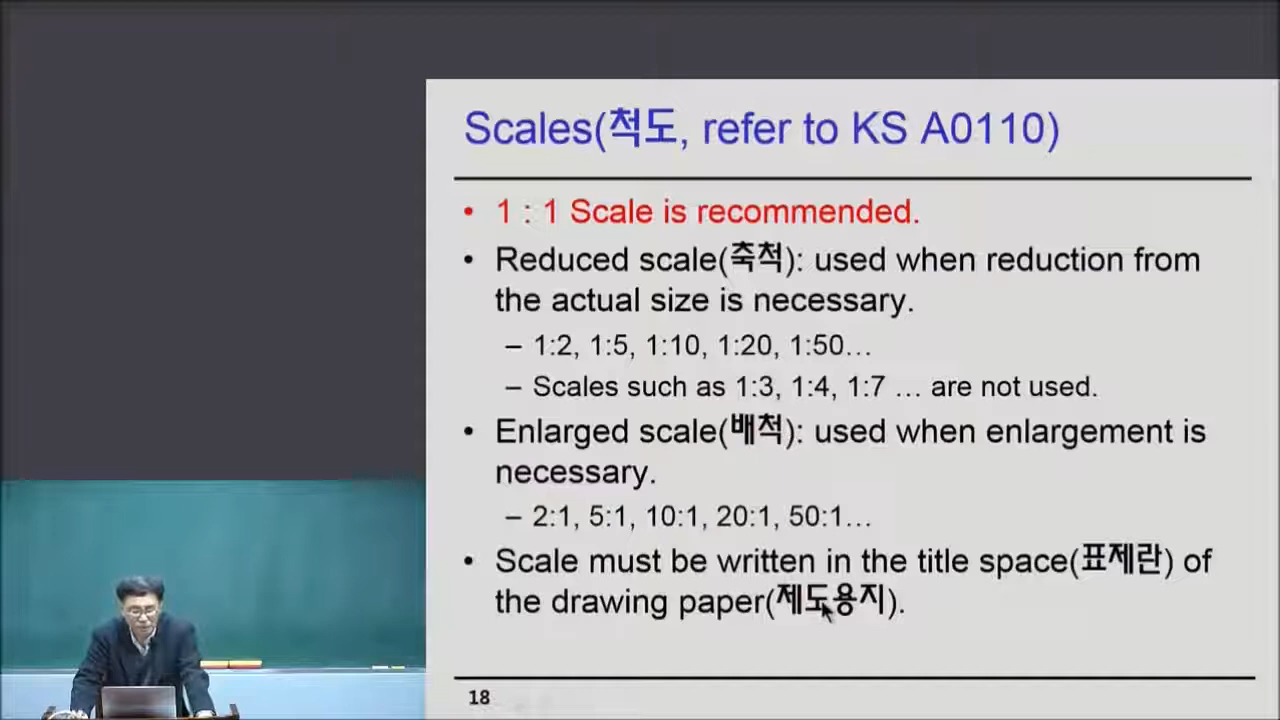 Scales(척도, refer to KS A0110)
• 1 : 1 Scale is recommended.
• Reduced scale(축척): used when reduction from
the actual size is necessary.
– 1:2, 1:5, 1:10, 1:20, 1:50…
– Scales such as 1:3, 1:4, 1:7 … are not used.
• Enlarged scale(배척): used when enlargement is
necessary.
– 2:1, 5:1, 10:1, 20:1, 50:1…
• Scale must be written in the title space(표제란) of
the drawing paper(제도용지).
18